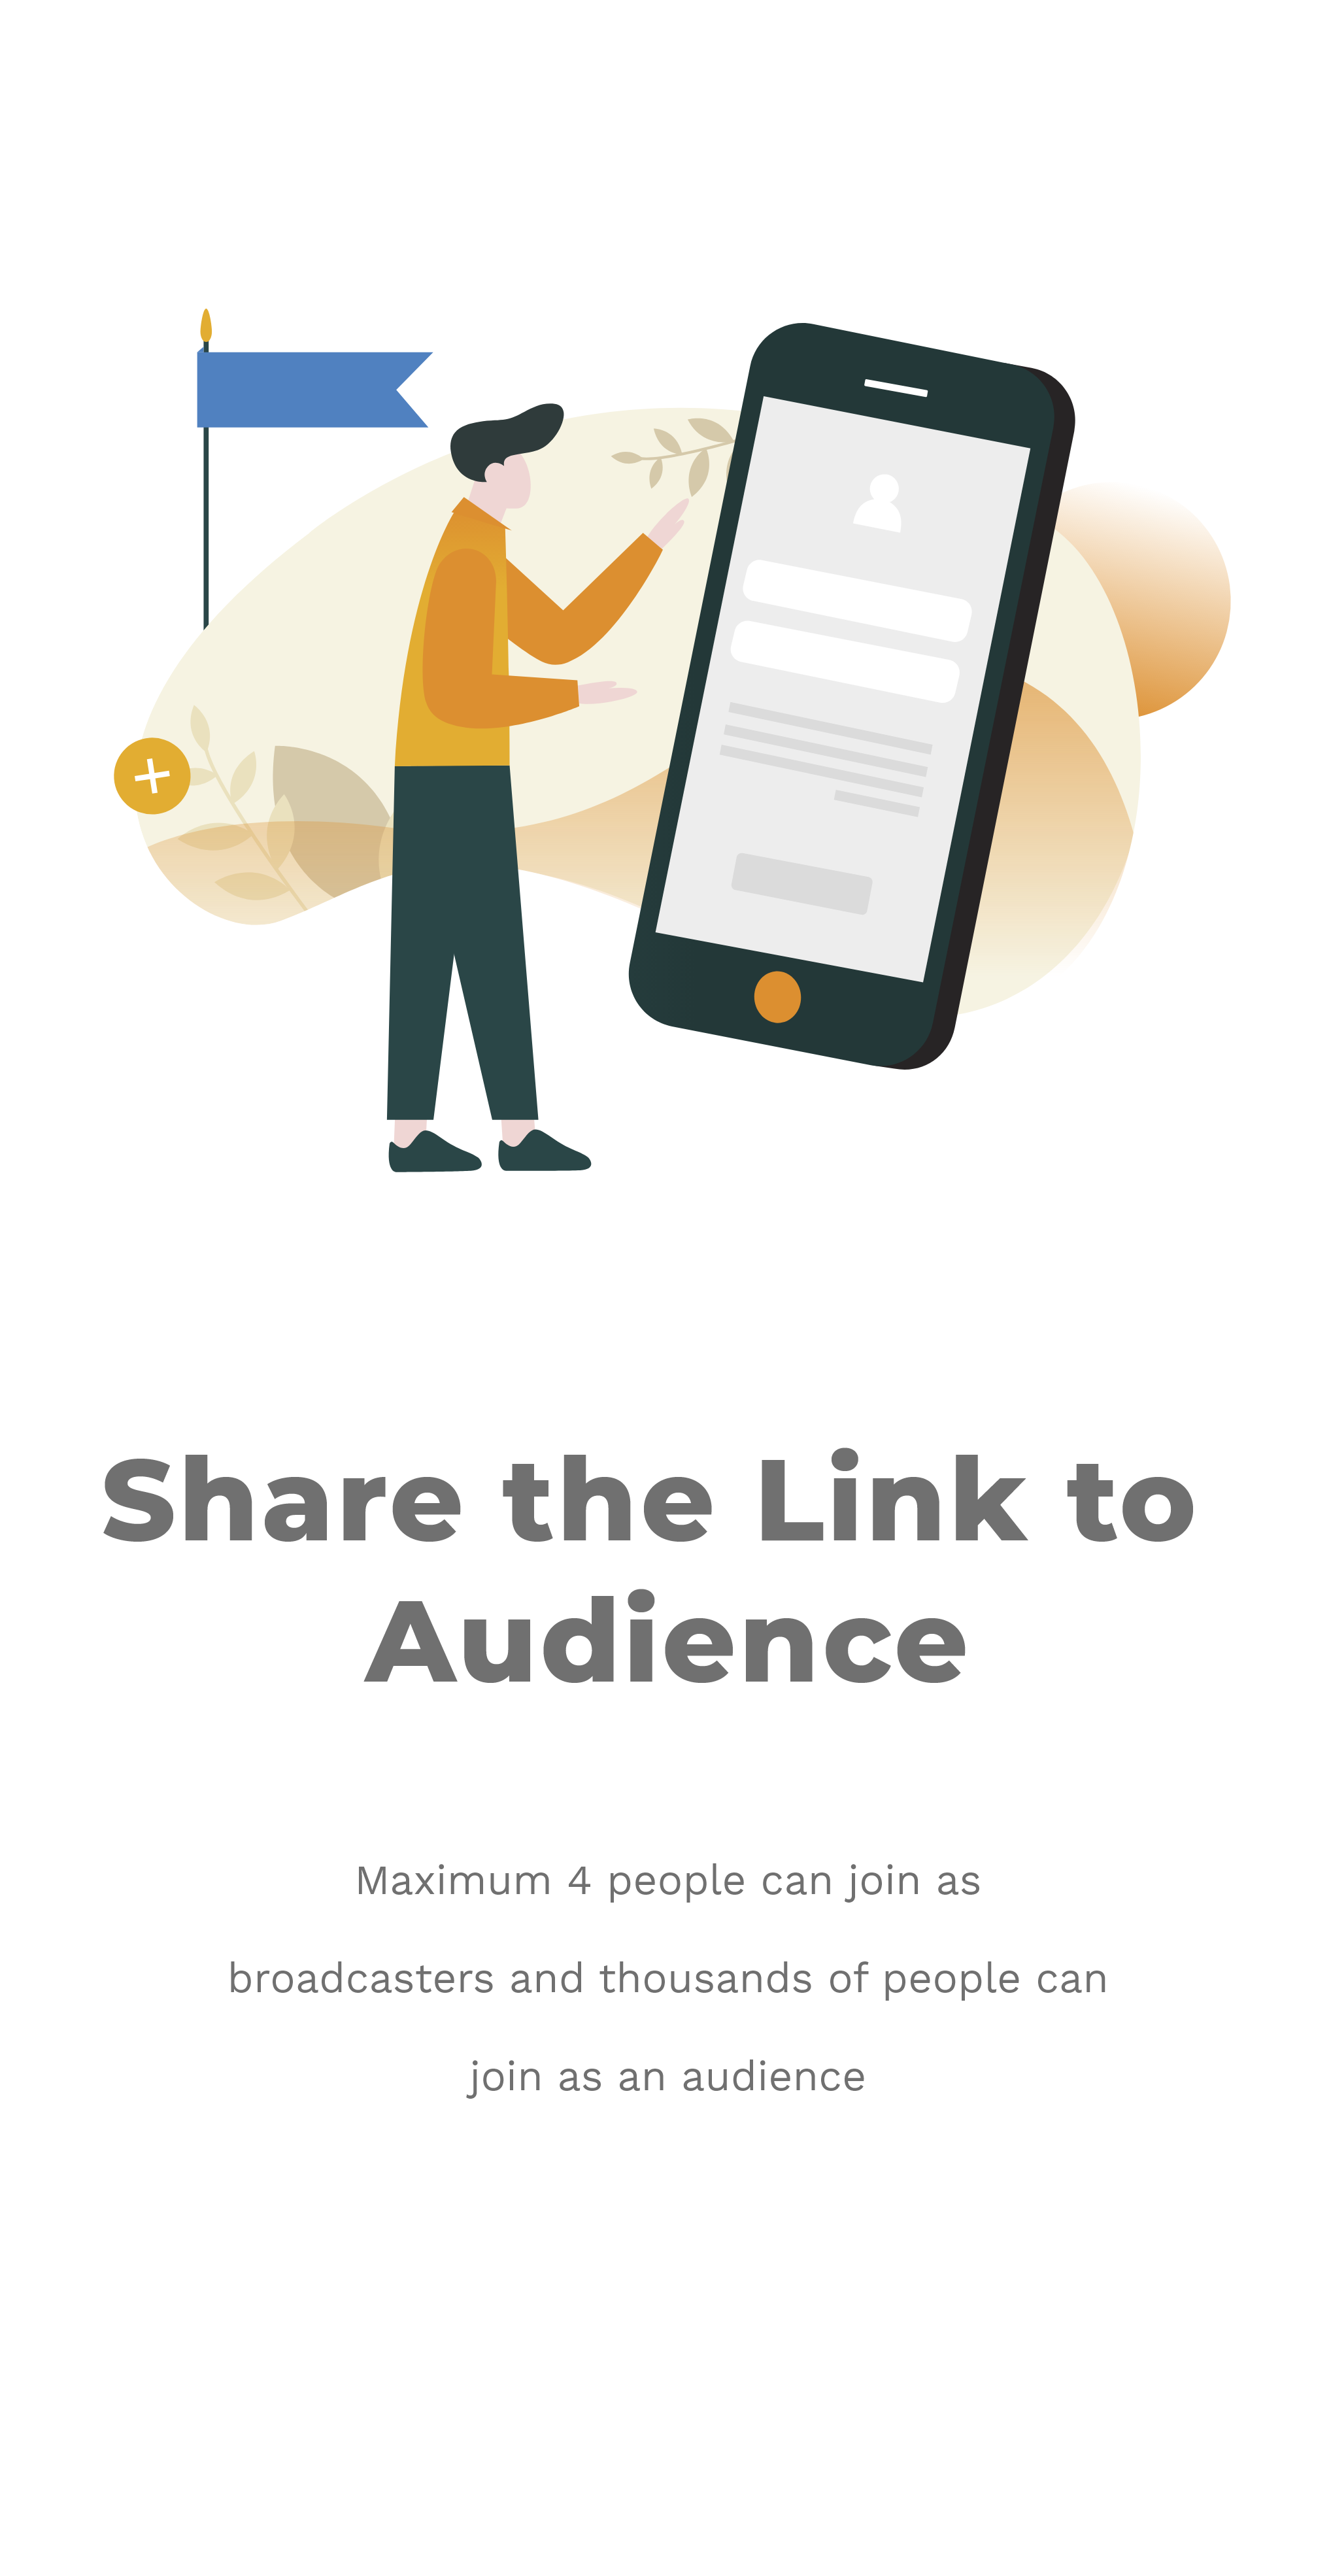 Share the Link to
Audience
Maximum 4 people can join as
broadcasters and thousands of people can
join as an audience